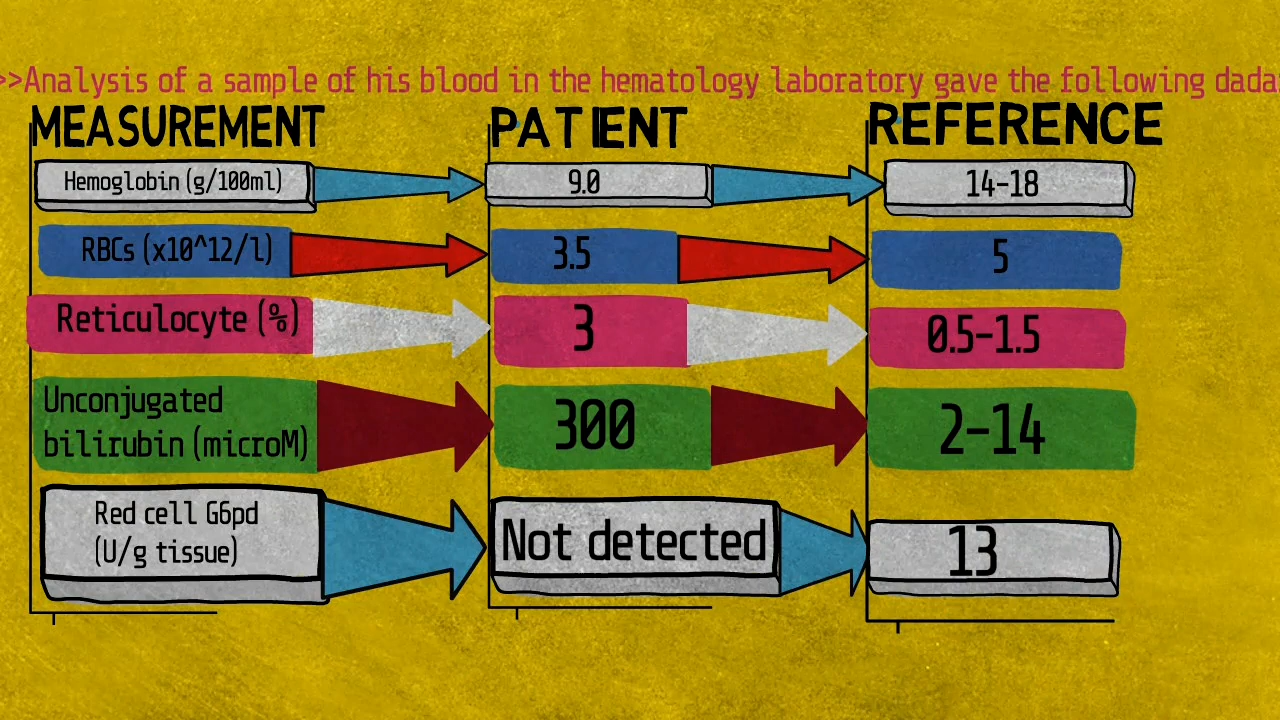 >>Analysis of a sample of his blood in the hematology laboratory gave the following dada
MEASUREMENT PATIENT REFERENCE
Hemoglobin (g/100ml) 9.0 14-18
RBCs (x10^12/l) 3.5 5
Reticulocyte (%) 3 0.5-1.5
Unconjugated
bilirubin (microM) 300 2-14
Red cell G6pd
(U/g tissue) Not detected 13